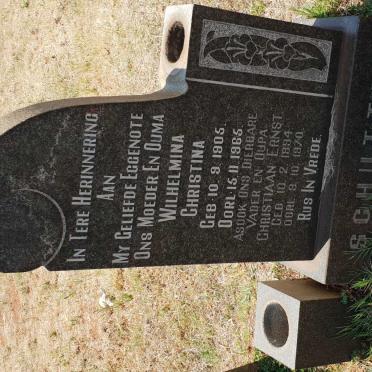 In Tere Herinnering
Aan
My Geliefde Eggenote
Ons Moeder En Ouma
Wilhelmina
Christina
Geb 10. 9. 1905.
Oorl 15. 11. 1985.
Asook Ons Dierbare
Vader En Oupa
Christiaan Ernst.
Geb 10. 2. 1894.
Oorl 9. 10. 1970.
Rus In Vrede.